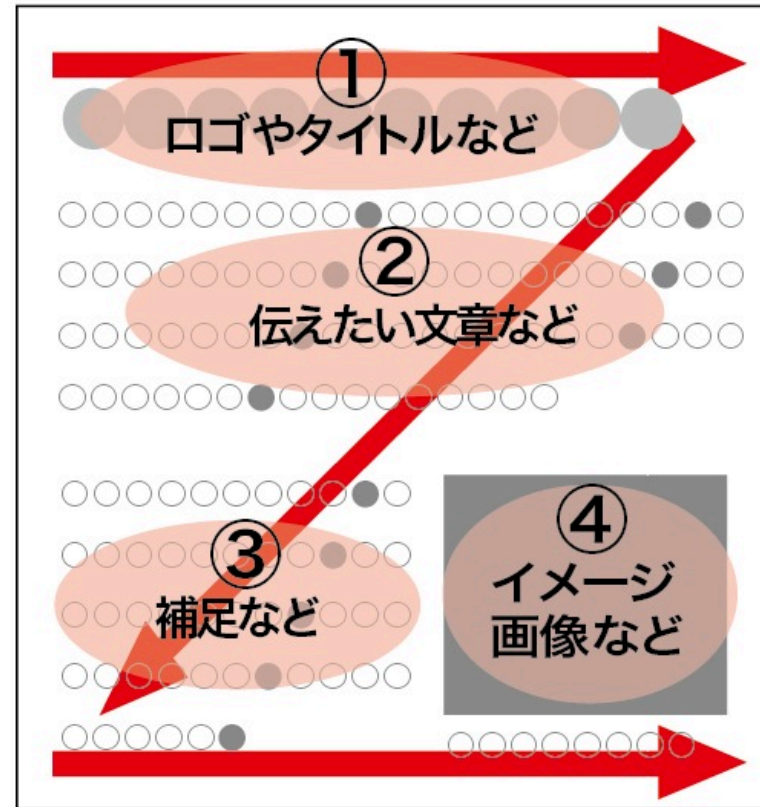 ①
ロゴやタイトルなど
②
伝えたい文章など
③
補足など
④
イメージ
画像など